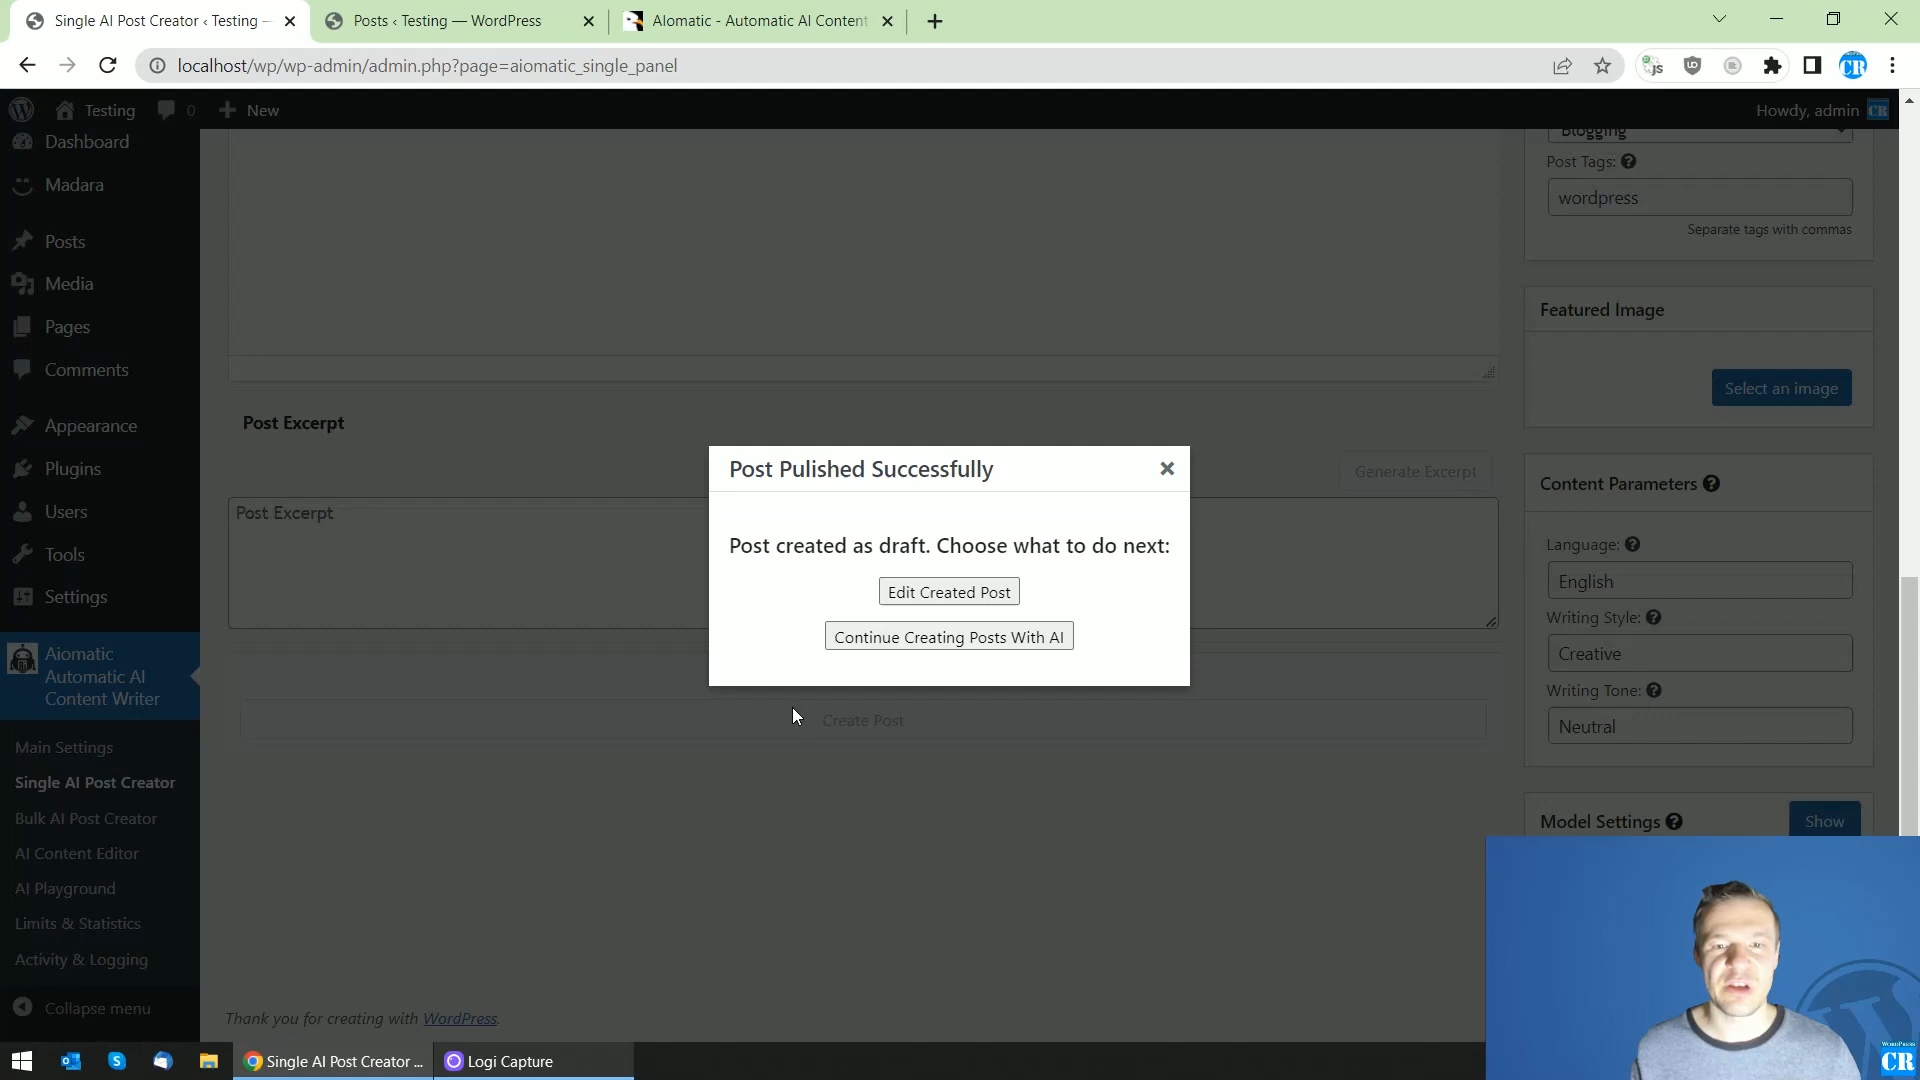 Single AI Post Creator ‹ Testing —
Posts ‹ Testing — WordPress
AIomatic - Automatic AI Content
localhost/wp/wp-admin/admin.php?page=aiomatic_single_panel
Testing
0
New
Howdy, admin
CR
Dashboard
Madara
Posts
Media
Pages
Comments
Appearance
Plugins
Users
Tools
Settings
Aiomatic
Automatic AI
Content Writer
Main Settings
Single AI Post Creator
Bulk AI Post Creator
AI Content Editor
AI Playground
Limits & Statistics
Activity & Logging
Collapse menu
Post Excerpt
Generate Excerpt
Post Excerpt
Create Post
Thank you for creating with WordPress.
Post Pulished Successfully
Post created as draft. Choose what to do next:
Edit Created Post
Continue Creating Posts With AI
Blogging
Post Tags:
wordpress
Separate tags with commas
Featured Image
Select an image
Content Parameters
Language:
English
Writing Style:
Creative
Writing Tone:
Neutral
Model Settings
Show
Single AI Post Creator ...
Logi Capture
WordPress
CR